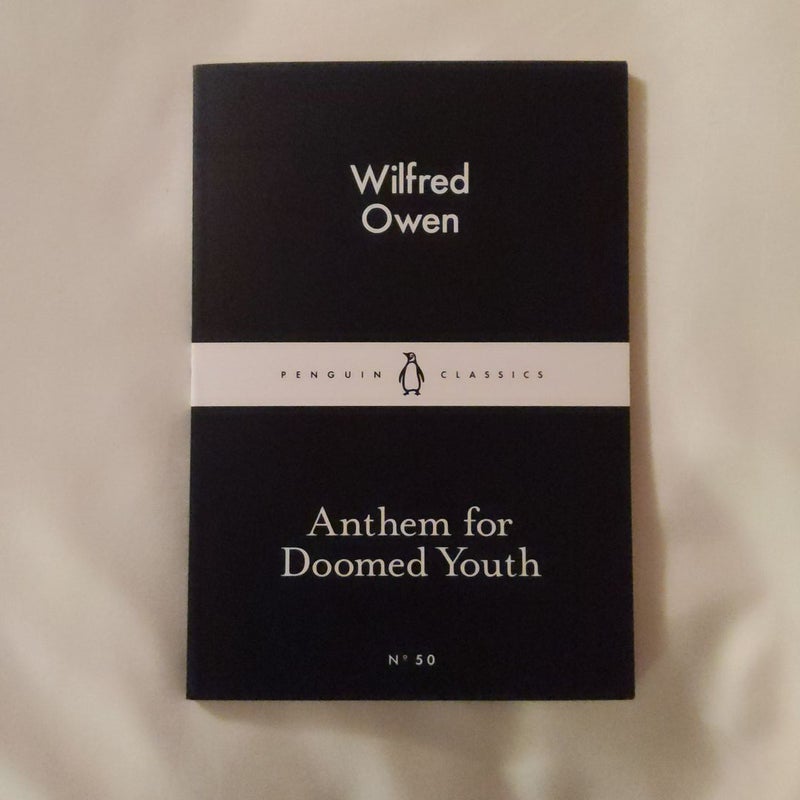 Wilfred
Owen
PENGUIN CLASSICS
Anthem for
Doomed Youth
Nº 50